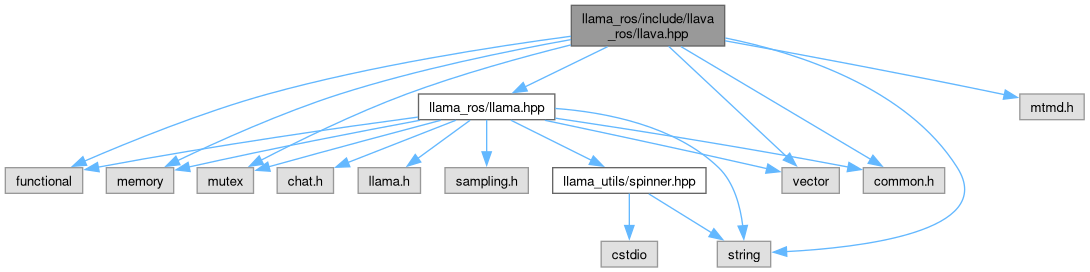 llama_ros/include/llava
_ros/llava.hpp
llama_ros/llama.hpp
mtmd.h
functional
memory
mutex
chat.h
llama.h
sampling.h
llama_utils/spinner.hpp
vector
common.h
cstdio
string